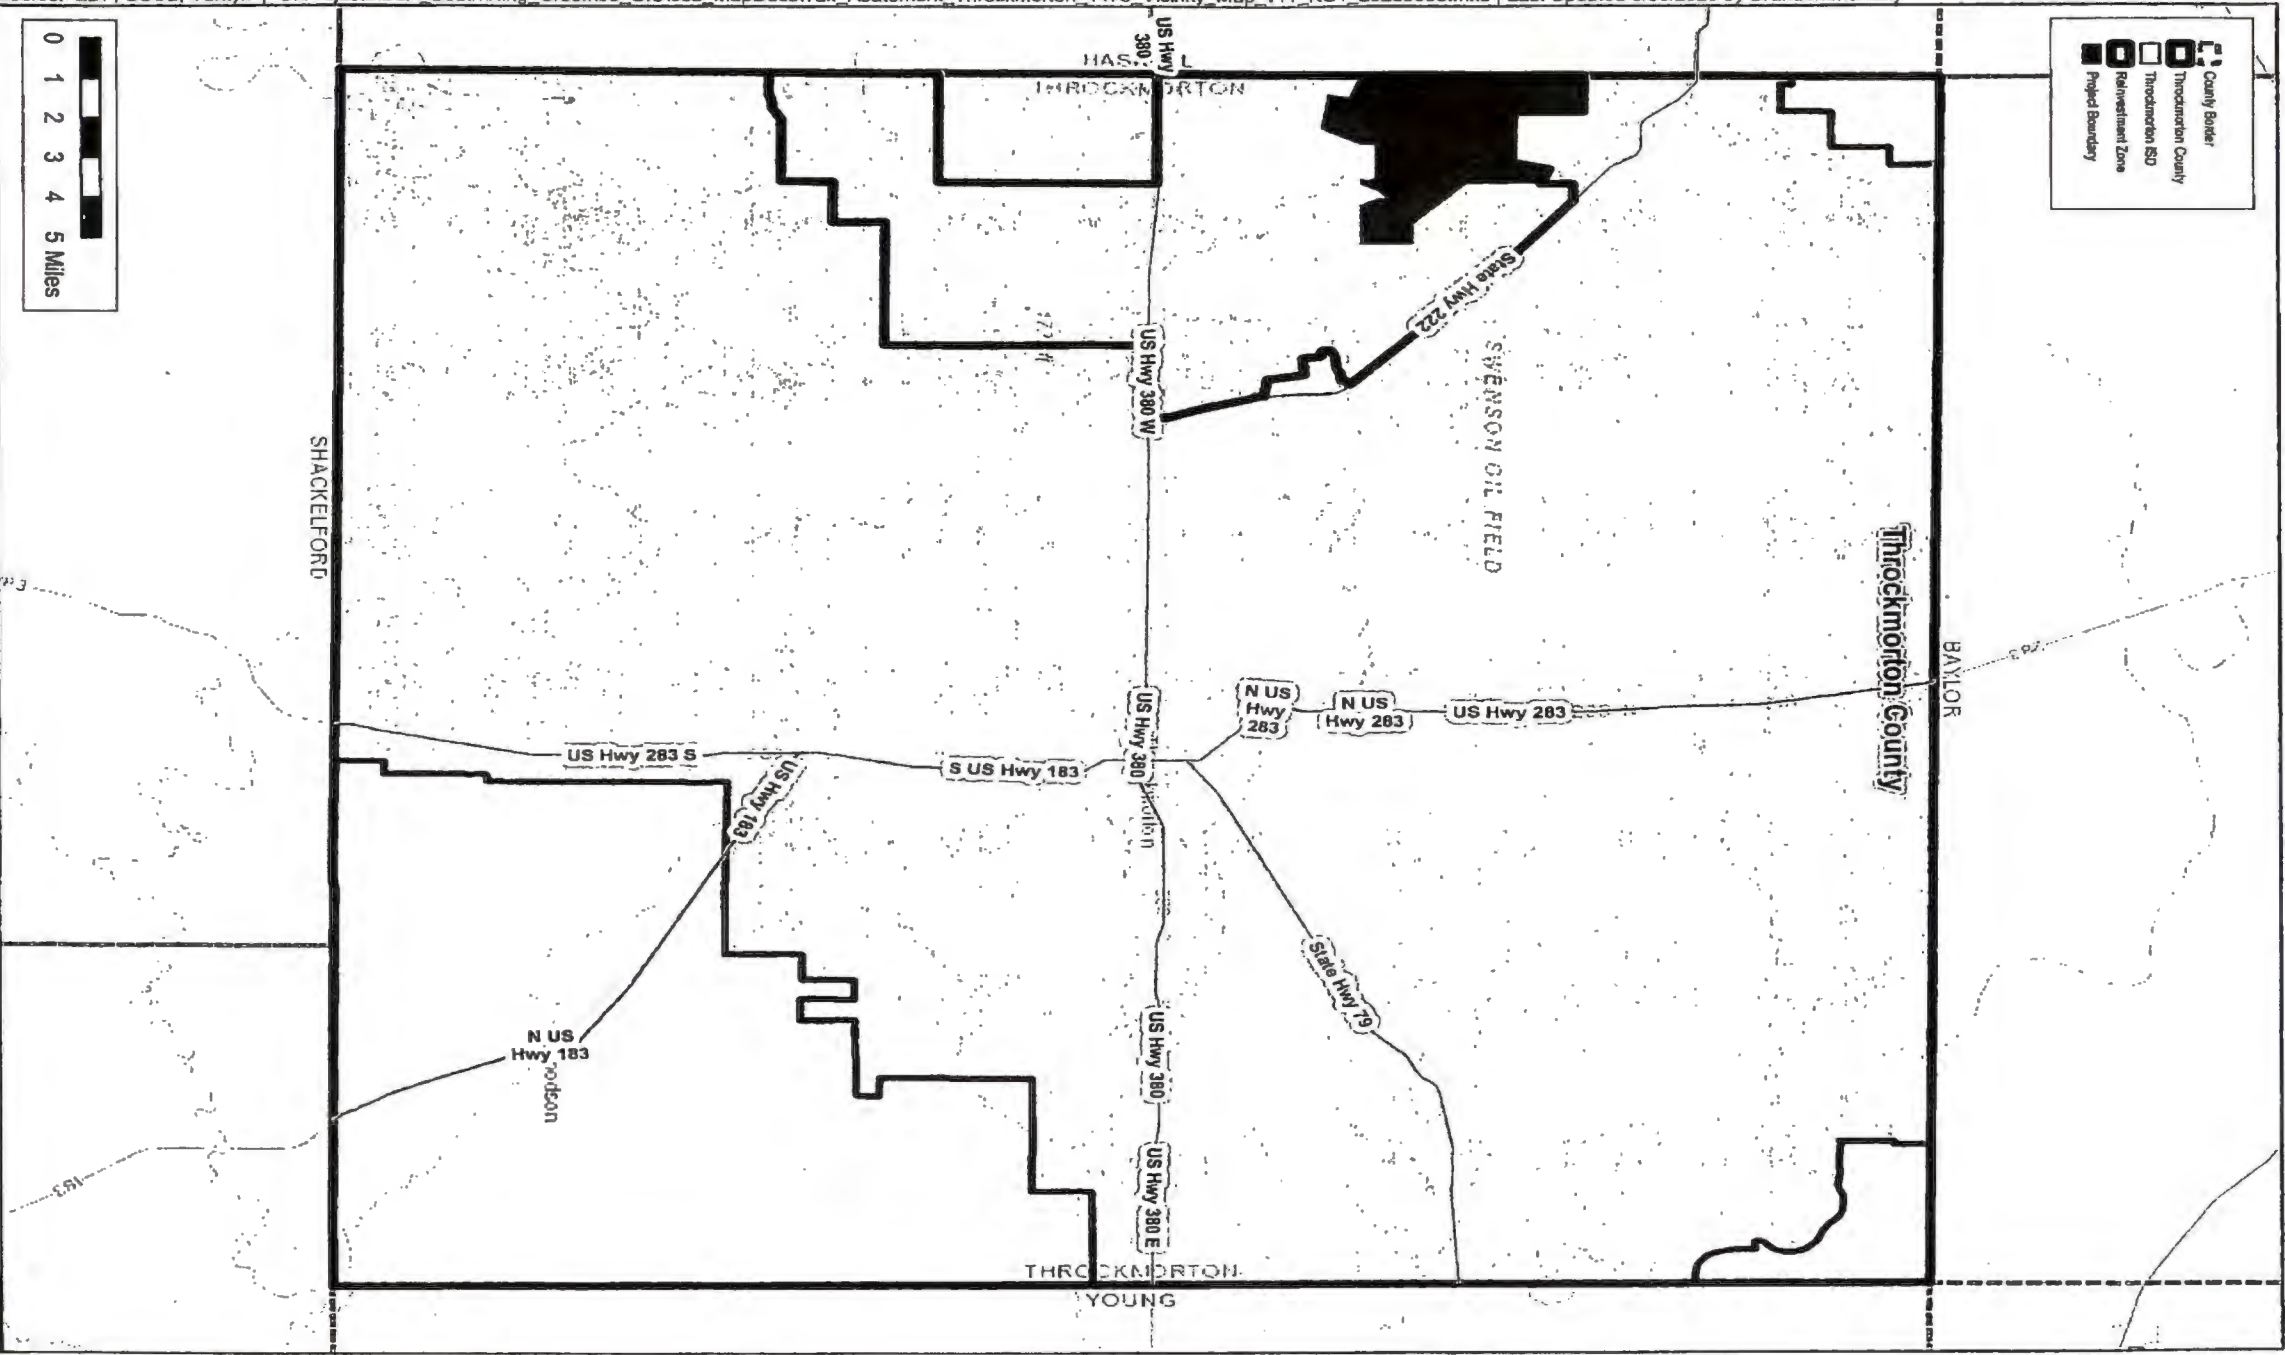 County Border
Throckmorton County
Throckmorton ISD
Reinvestment Zone
Project Boundary
0 1 2 3 4 5 Miles
US Hwy
380
THROCKMORTON
State Hwy 222
SWENSON OIL FIELD
Throckmorton County
BAYLOR
SHACKELFORD
US Hwy 380 W
N US
Hwy
283
N US
Hwy 283
US Hwy 283
283
US Hwy 380
US Hwy 283 S
S US Hwy 183
US Hwy 183
State Hwy 79
N US
Hwy 183
US Hwy 380
US Hwy 380 E
THROCKMORTON
YOUNG
183